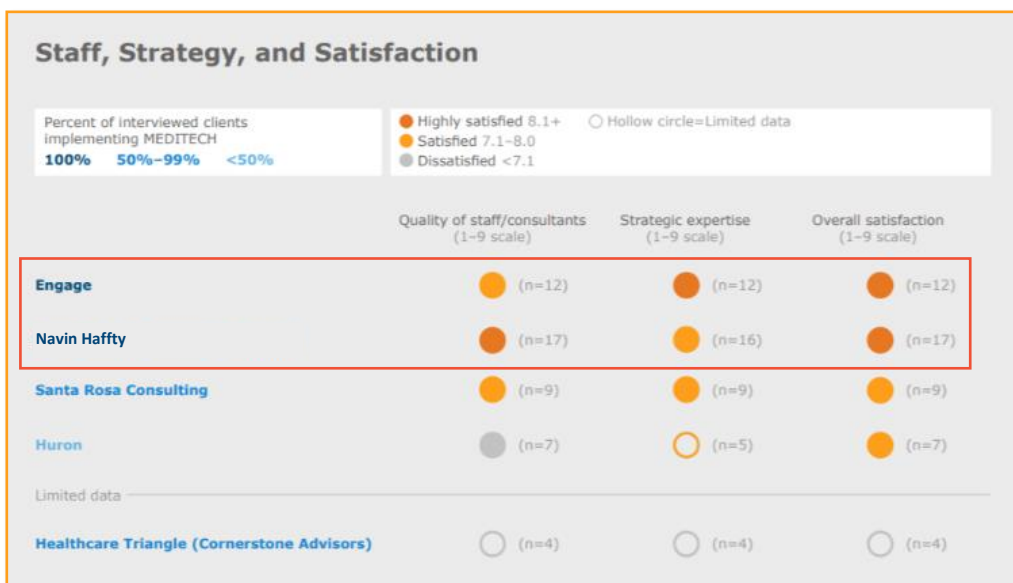 Staff, Strategy, and Satisfaction
Percent of interviewed clients
implementing MEDITECH
100% 50%–99% <50%
Highly satisfied 8.1+ Hollow circle=Limited data
Satisfied 7.1–8.0
Dissatisfied <7.1
Quality of staff/consultants Strategic expertise Overall satisfaction
(1–9 scale) (1–9 scale) (1–9 scale)
Engage (n=12) (n=12) (n=12)
Navin Haffty (n=17) (n=16) (n=17)
Santa Rosa Consulting (n=9) (n=9) (n=9)
Huron (n=7) (n=5) (n=7)
Limited data
Healthcare Triangle (Cornerstone Advisors) (n=4) (n=4) (n=4)